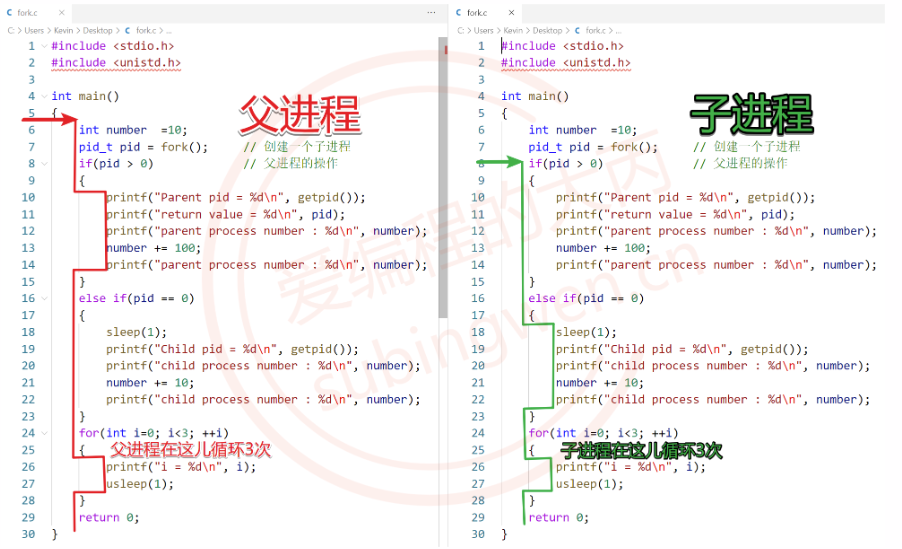 fork.c
C: > Users > Kevin > Desktop > fork.c > ...
1 #include <stdio.h>
2 #include <unistd.h>
3
4 int main()
5 {
6 int number =10;
7 pid_t pid = fork(); // 创建一个子进程
8 if(pid > 0) // 父进程的操作
9 {
10 printf("Parent pid = %d\n", getpid());
11 printf("return value = %d\n", pid);
12 printf("parent process number : %d\n", number);
13 number += 100;
14 printf("parent process number : %d\n", number);
15 }
16 else if(pid == 0)
17 {
18 sleep(1);
19 printf("Child pid = %d\n", getpid());
20 printf("child process number : %d\n", number);
21 number += 10;
22 printf("child process number : %d\n", number);
23 }
24 for(int i=0; i<3; ++i)
25 {
26 printf("i = %d\n", i);
27 usleep(1);
28 }
29 return 0;
30 }
父进程
父进程在这儿循环3次
fork.c
C: > Users > Kevin > Desktop > fork.c > ...
1 #include <stdio.h>
2 #include <unistd.h>
3
4 int main()
5 {
6 int number =10;
7 pid_t pid = fork(); // 创建一个子进程
8 if(pid > 0) // 父进程的操作
9 {
10 printf("Parent pid = %d\n", getpid());
11 printf("return value = %d\n", pid);
12 printf("parent process number : %d\n", number);
13 number += 100;
14 printf("parent process number : %d\n", number);
15 }
16 else if(pid == 0)
17 {
18 sleep(1);
19 printf("Child pid = %d\n", getpid());
20 printf("child process number : %d\n", number);
21 number += 10;
22 printf("child process number : %d\n", number);
23 }
24 for(int i=0; i<3; ++i)
25 {
26 printf("i = %d\n", i);
27 usleep(1);
28 }
29 return 0;
30 }
子进程
子进程在这儿循环3次
爱编程的大丙
subingwen.cn